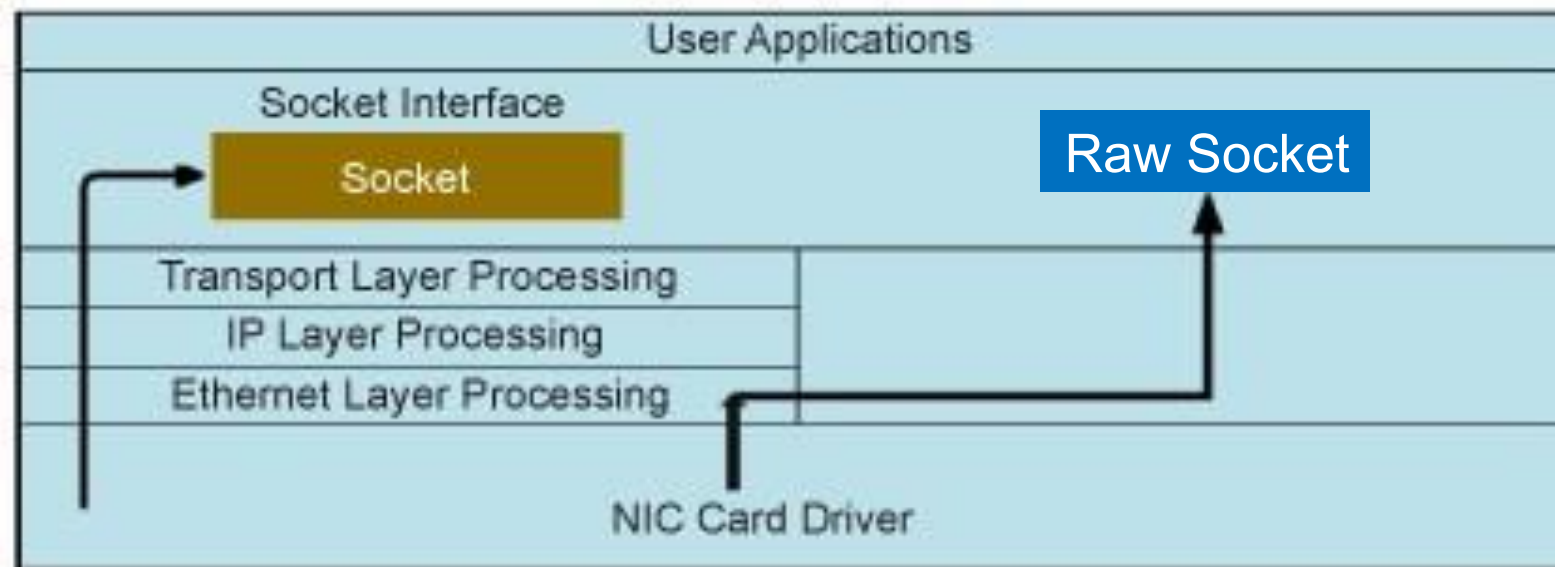 User Applications
Socket Interface
Socket
Raw Socket
Transport Layer Processing
IP Layer Processing
Ethernet Layer Processing
NIC Card Driver